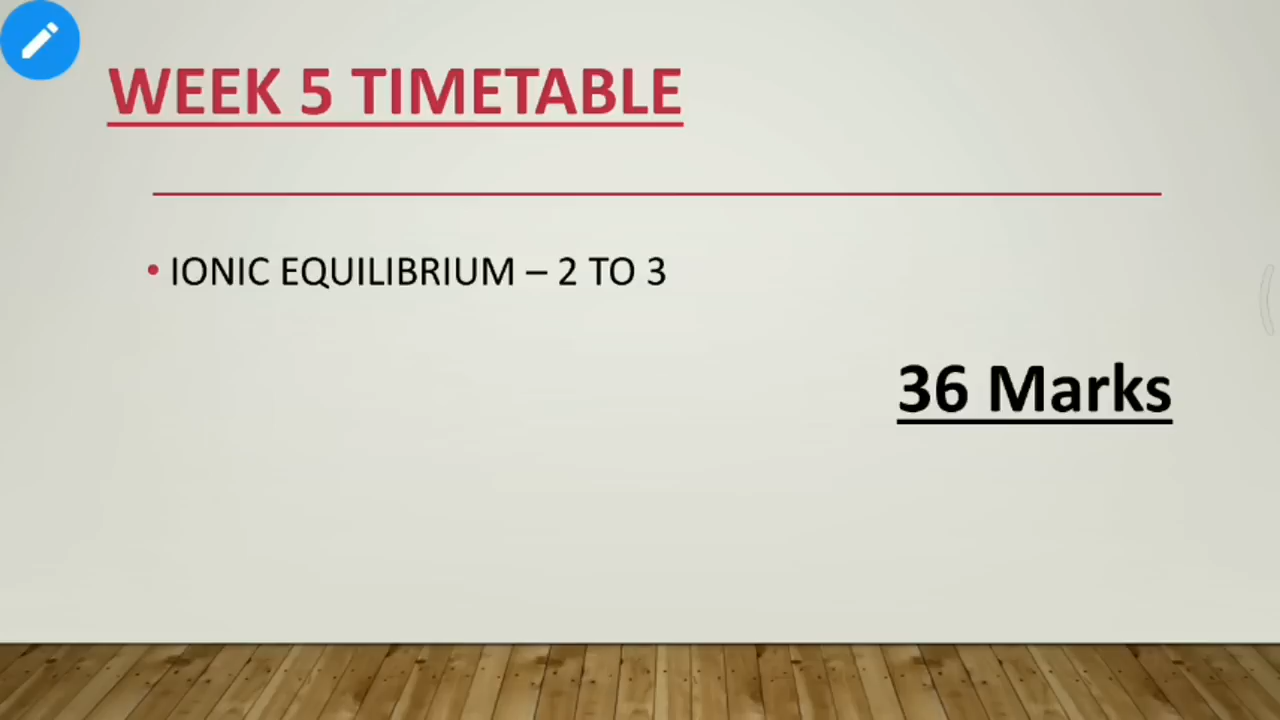 WEEK 5 TIMETABLE
• IONIC EQUILIBRIUM – 2 TO 3
36 Marks